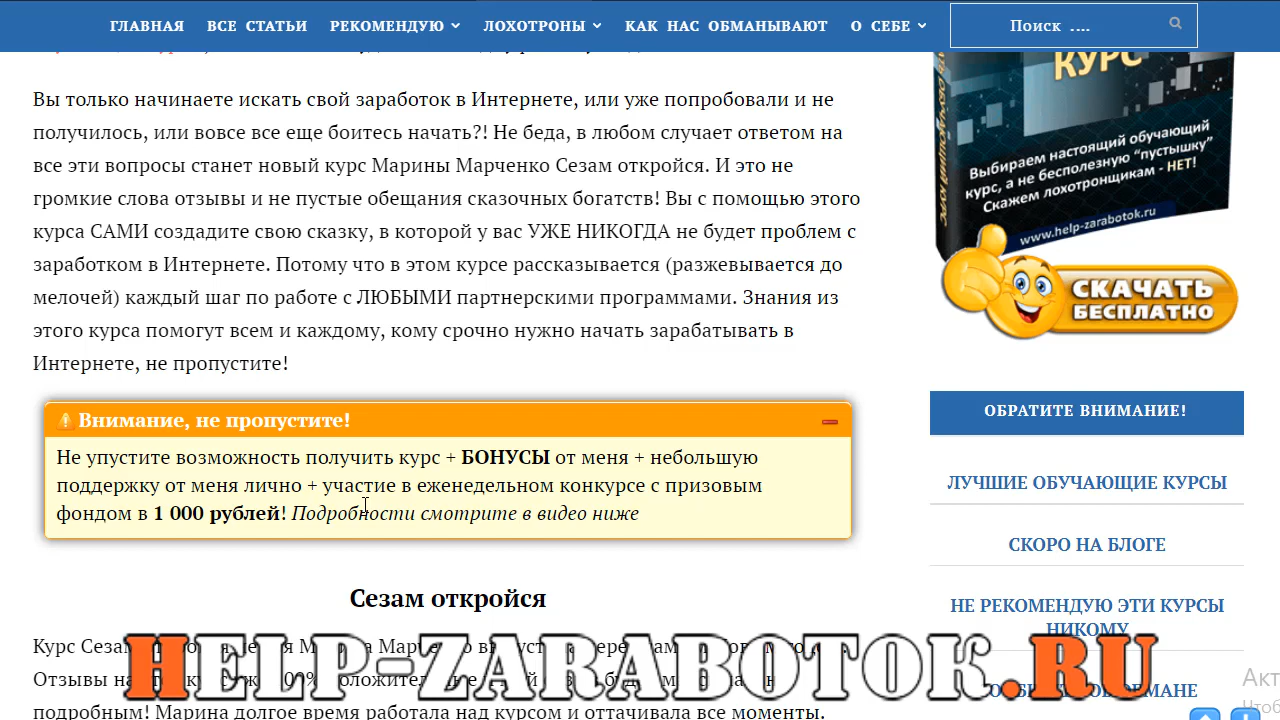 ГЛАВНАЯ ВСЕ СТАТЬИ РЕКОМЕНДУЮ ЛОХОТРОНЫ КАК НАС ОБМАНЫВАЮТ О СЕБЕ Поиск ....
Вы только начинаете искать свой заработок в Интернете, или уже попробовали и не
получилось, или вовсе все еще боитесь начать?! Не беда, в любом случает ответом на
все эти вопросы станет новый курс Марины Марченко Сезам откройся. И это не
громкие слова отзывы и не пустые обещания сказочных богатств! Вы с помощью этого
курса САМИ создадите свою сказку, в которой у вас УЖЕ НИКОГДА не будет проблем с
заработком в Интернете. Потому что в этом курсе рассказывается (разжевывается до
мелочей) каждый шаг по работе с ЛЮБЫМИ партнерскими программами. Знания из
этого курса помогут всем и каждому, кому срочно нужно начать зарабатывать в
Интернете, не пропустите!
Внимание, не пропустите!
Не упустите возможность получить курс + БОНУСЫ от меня + небольшую
поддержку от меня лично + участие в еженедельном конкурсе с призовым
фондом в 1 000 рублей! Подробности смотрите в видео ниже
Сезам откройся
Курс
Отзывы
подробным! Марина долгое время работала над курсом и оттачивала все моменты.
HELP-ZARABOTOK.RU
КУРС
Выбираем настоящий обучающий
курс, а не бесполезную "пустышку"
Скажем лохотронщикам - НЕТ!
www.help-zarabotok.ru
СКАЧАТЬ
БЕСПЛАТНО
ОБРАТИТЕ ВНИМАНИЕ!
ЛУЧШИЕ ОБУЧАЮЩИЕ КУРСЫ
СКОРО НА БЛОГЕ
НЕ РЕКОМЕНДУЮ ЭТИ КУРСЫ
НИКОМУ